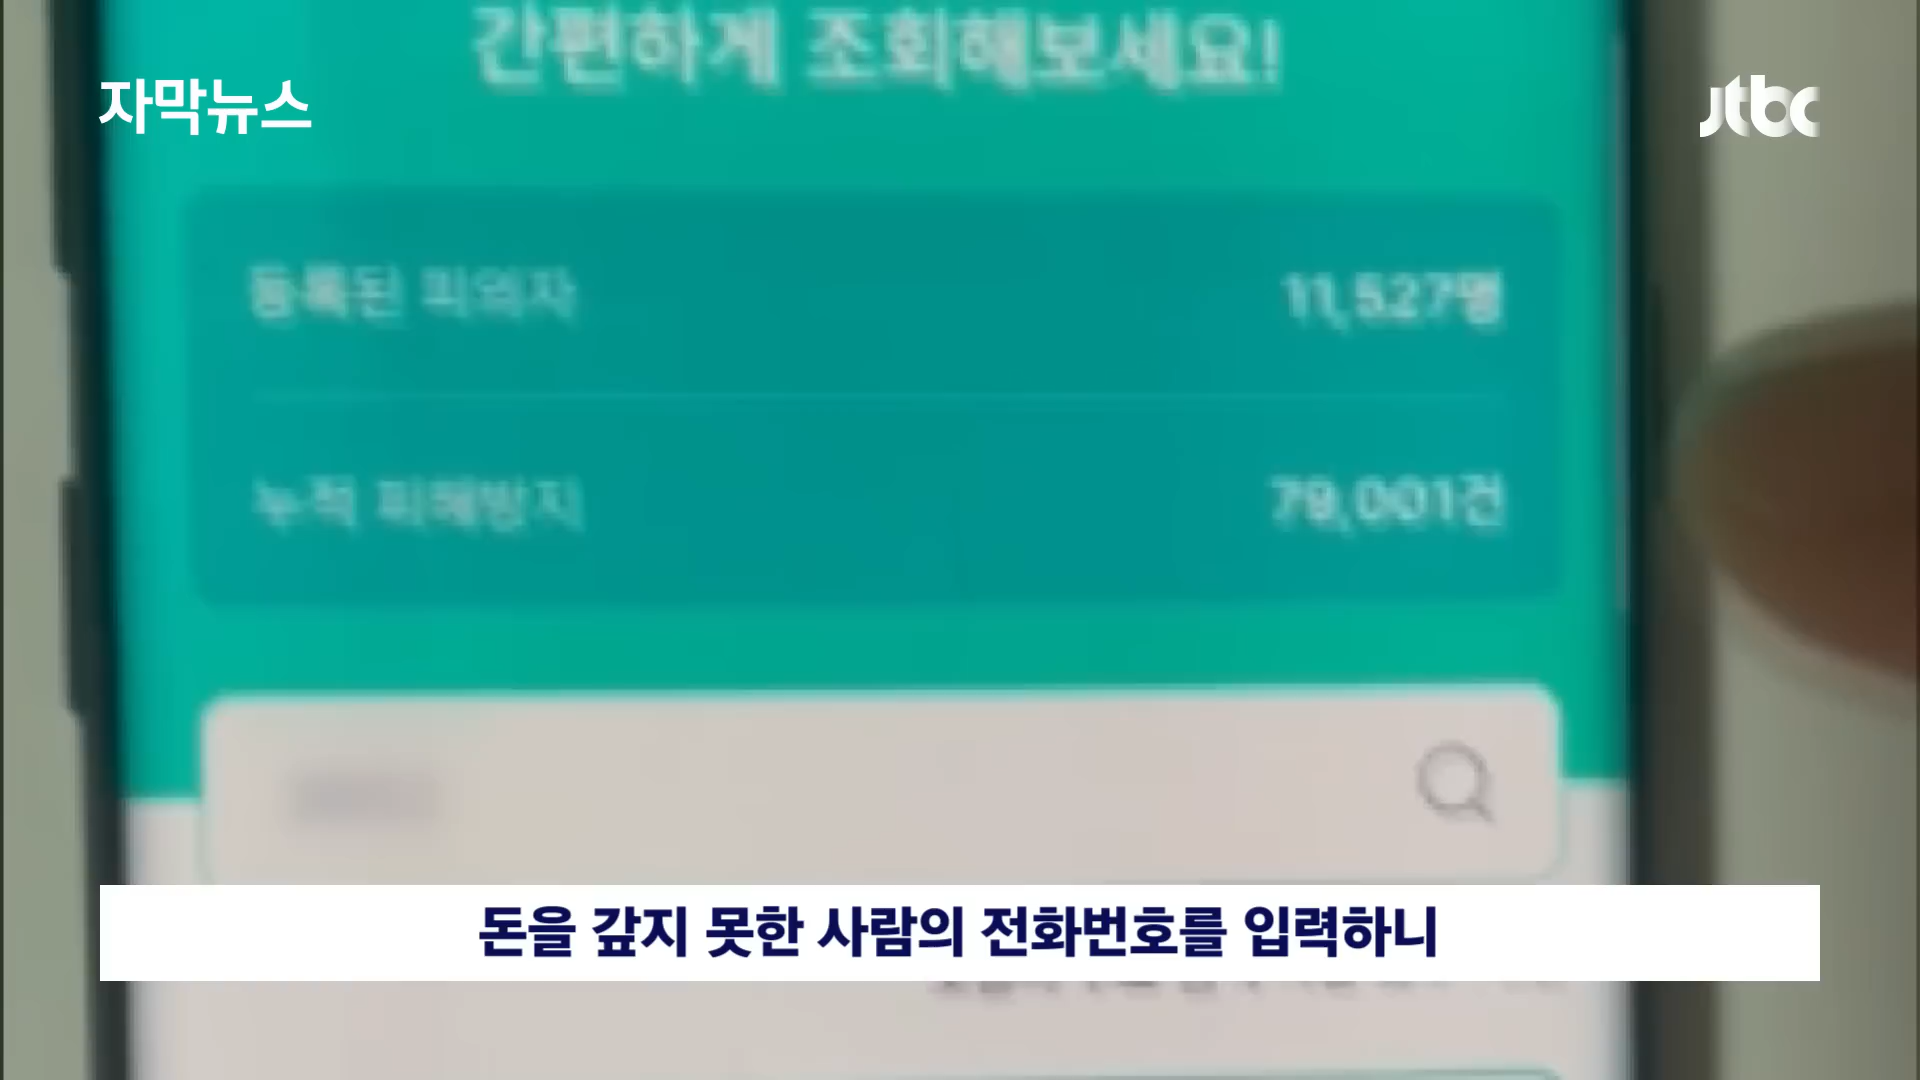 간편하게 조회해보세요!
자막뉴스
jtbc
등록된 피의자
11,527명
누적 피해방지
79,001건
돈을 갚지 못한 사람의 전화번호를 입력하니